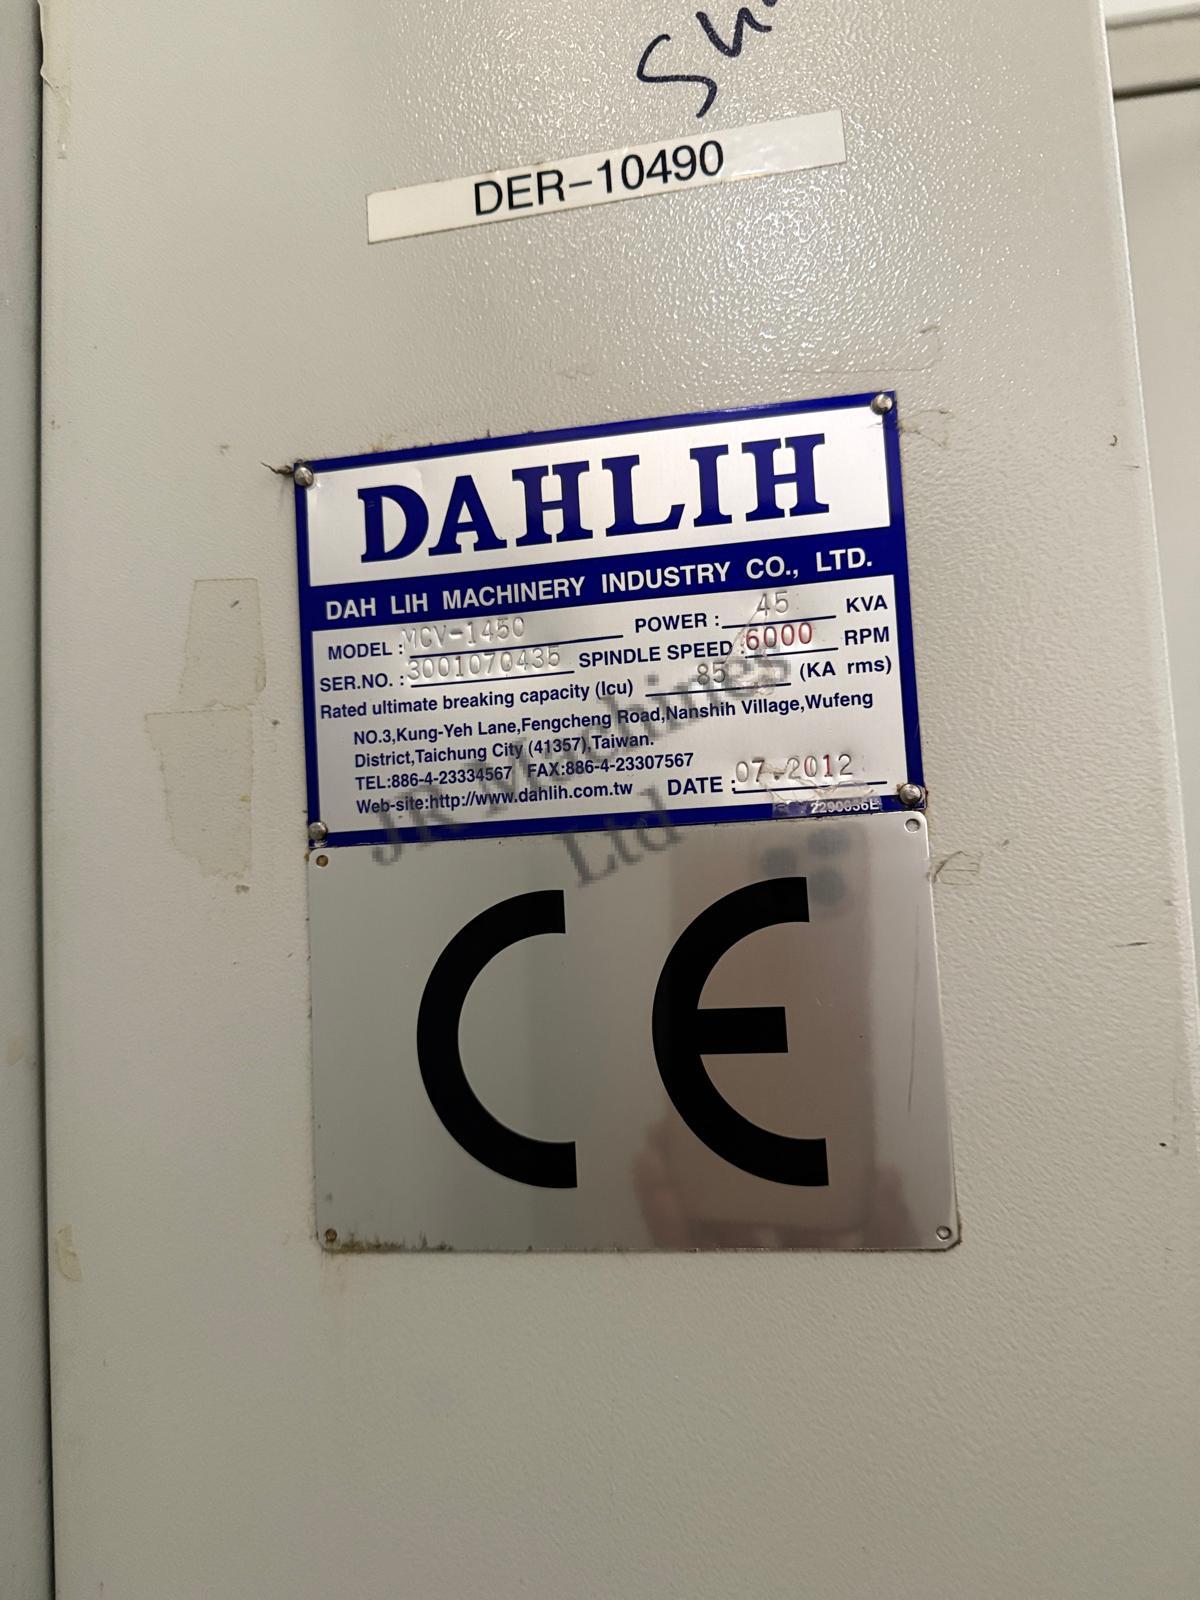 DER-10490
DAHLIH
DAH LIH MACHINERY INDUSTRY CO., LTD.
MODEL : MCV-1450 POWER : 45 KVA
SER.NO. : 3001070435 SPINDLE SPEED : 6000 RPM
Rated ultimate breaking capacity (Icu) 85 (KA rms)
NO.3,Kung-Yeh Lane,Fengcheng Road,Nanshih Village,Wufeng
District,Taichung City (41357),Taiwan.
TEL:886-4-23334567 FAX:886-4-23307567
Web-site:http://www.dahlih.com.tw DATE : 07.2012
2290036E
JR Machines
Ltd
CE